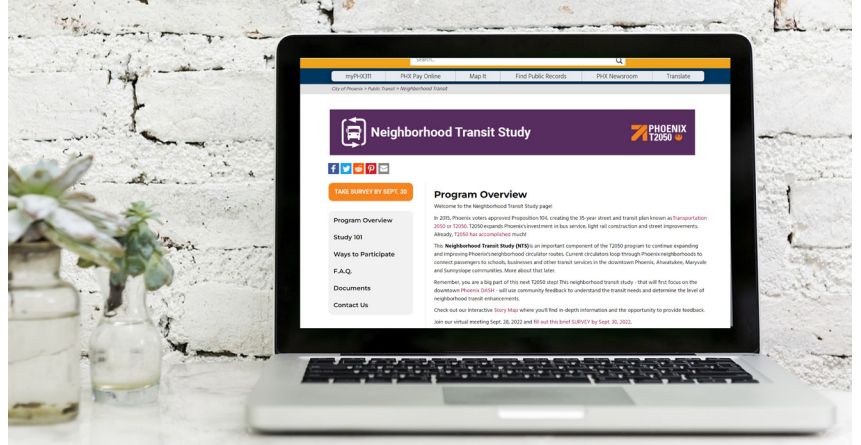 Search...
myPHX311 PHX Pay Online Map It Find Public Records PHX Newsroom Translate
City of Phoenix > Public Transit > Neighborhood Transit
Neighborhood Transit Study
PHOENIX
T2050
TAKE SURVEY BY SEPT. 30
Program Overview
Study 101
Ways to Participate
F.A.Q.
Documents
Contact Us
Program Overview
Welcome to the Neighborhood Transit Study page!
In 2015, Phoenix voters approved Proposition 104, creating the 35-year street and transit plan known as Transportation
2050 or T2050. T2050 expands Phoenix's investment in bus service, light rail construction and street improvements.
Already, T2050 has accomplished much!
This Neighborhood Transit Study (NTS) is an important component of the T2050 program to continue expanding
and improving Phoenix's neighborhood circulator routes. Current circulators loop through Phoenix neighborhoods to
connect passengers to schools, businesses and other transit services in the downtown Phoenix, Ahwatukee, Maryvale
and Sunnyslope communities. More about that later.
Remember, you are a big part of this next T2050 step! This neighborhood transit study - that will first focus on the
downtown Phoenix DASH - will use community feedback to understand the transit needs and determine the level of
neighborhood transit enhancements.
Check out our interactive Story Map where you'll find in-depth information and the opportunity to provide feedback.
Join our virtual meeting Sept. 28, 2022 and fill out this brief SURVEY by Sept. 30, 2022.